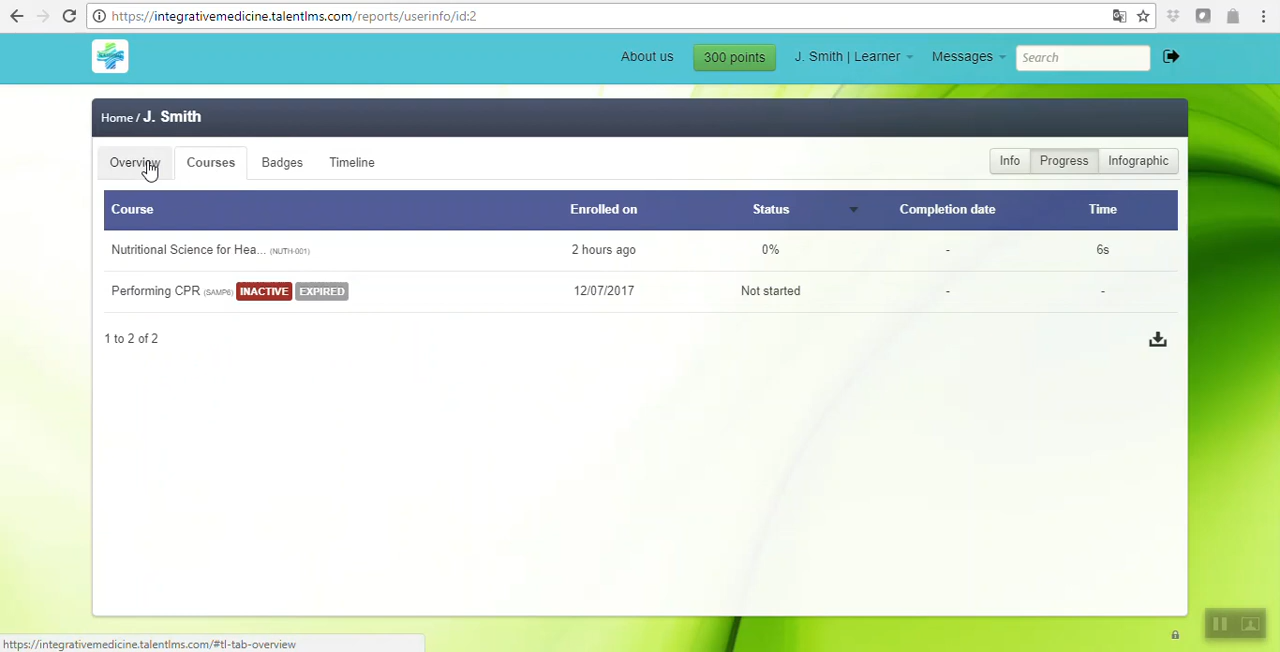 https://integrativemedicine.talentlms.com/reports/userinfo/id:2
About us 300 points J. Smith | Learner Messages Search
Home / J. Smith
Overview Courses Badges Timeline Info Progress Infographic
Course Enrolled on Status Completion date Time
Nutritional Science for Hea... (NUTH-001) 2 hours ago 0% - 6s
Performing CPR (SAMP6) INACTIVE EXPIRED 12/07/2017 Not started - -
1 to 2 of 2
https://integrativemedicine.talentlms.com/#tl-tab-overview